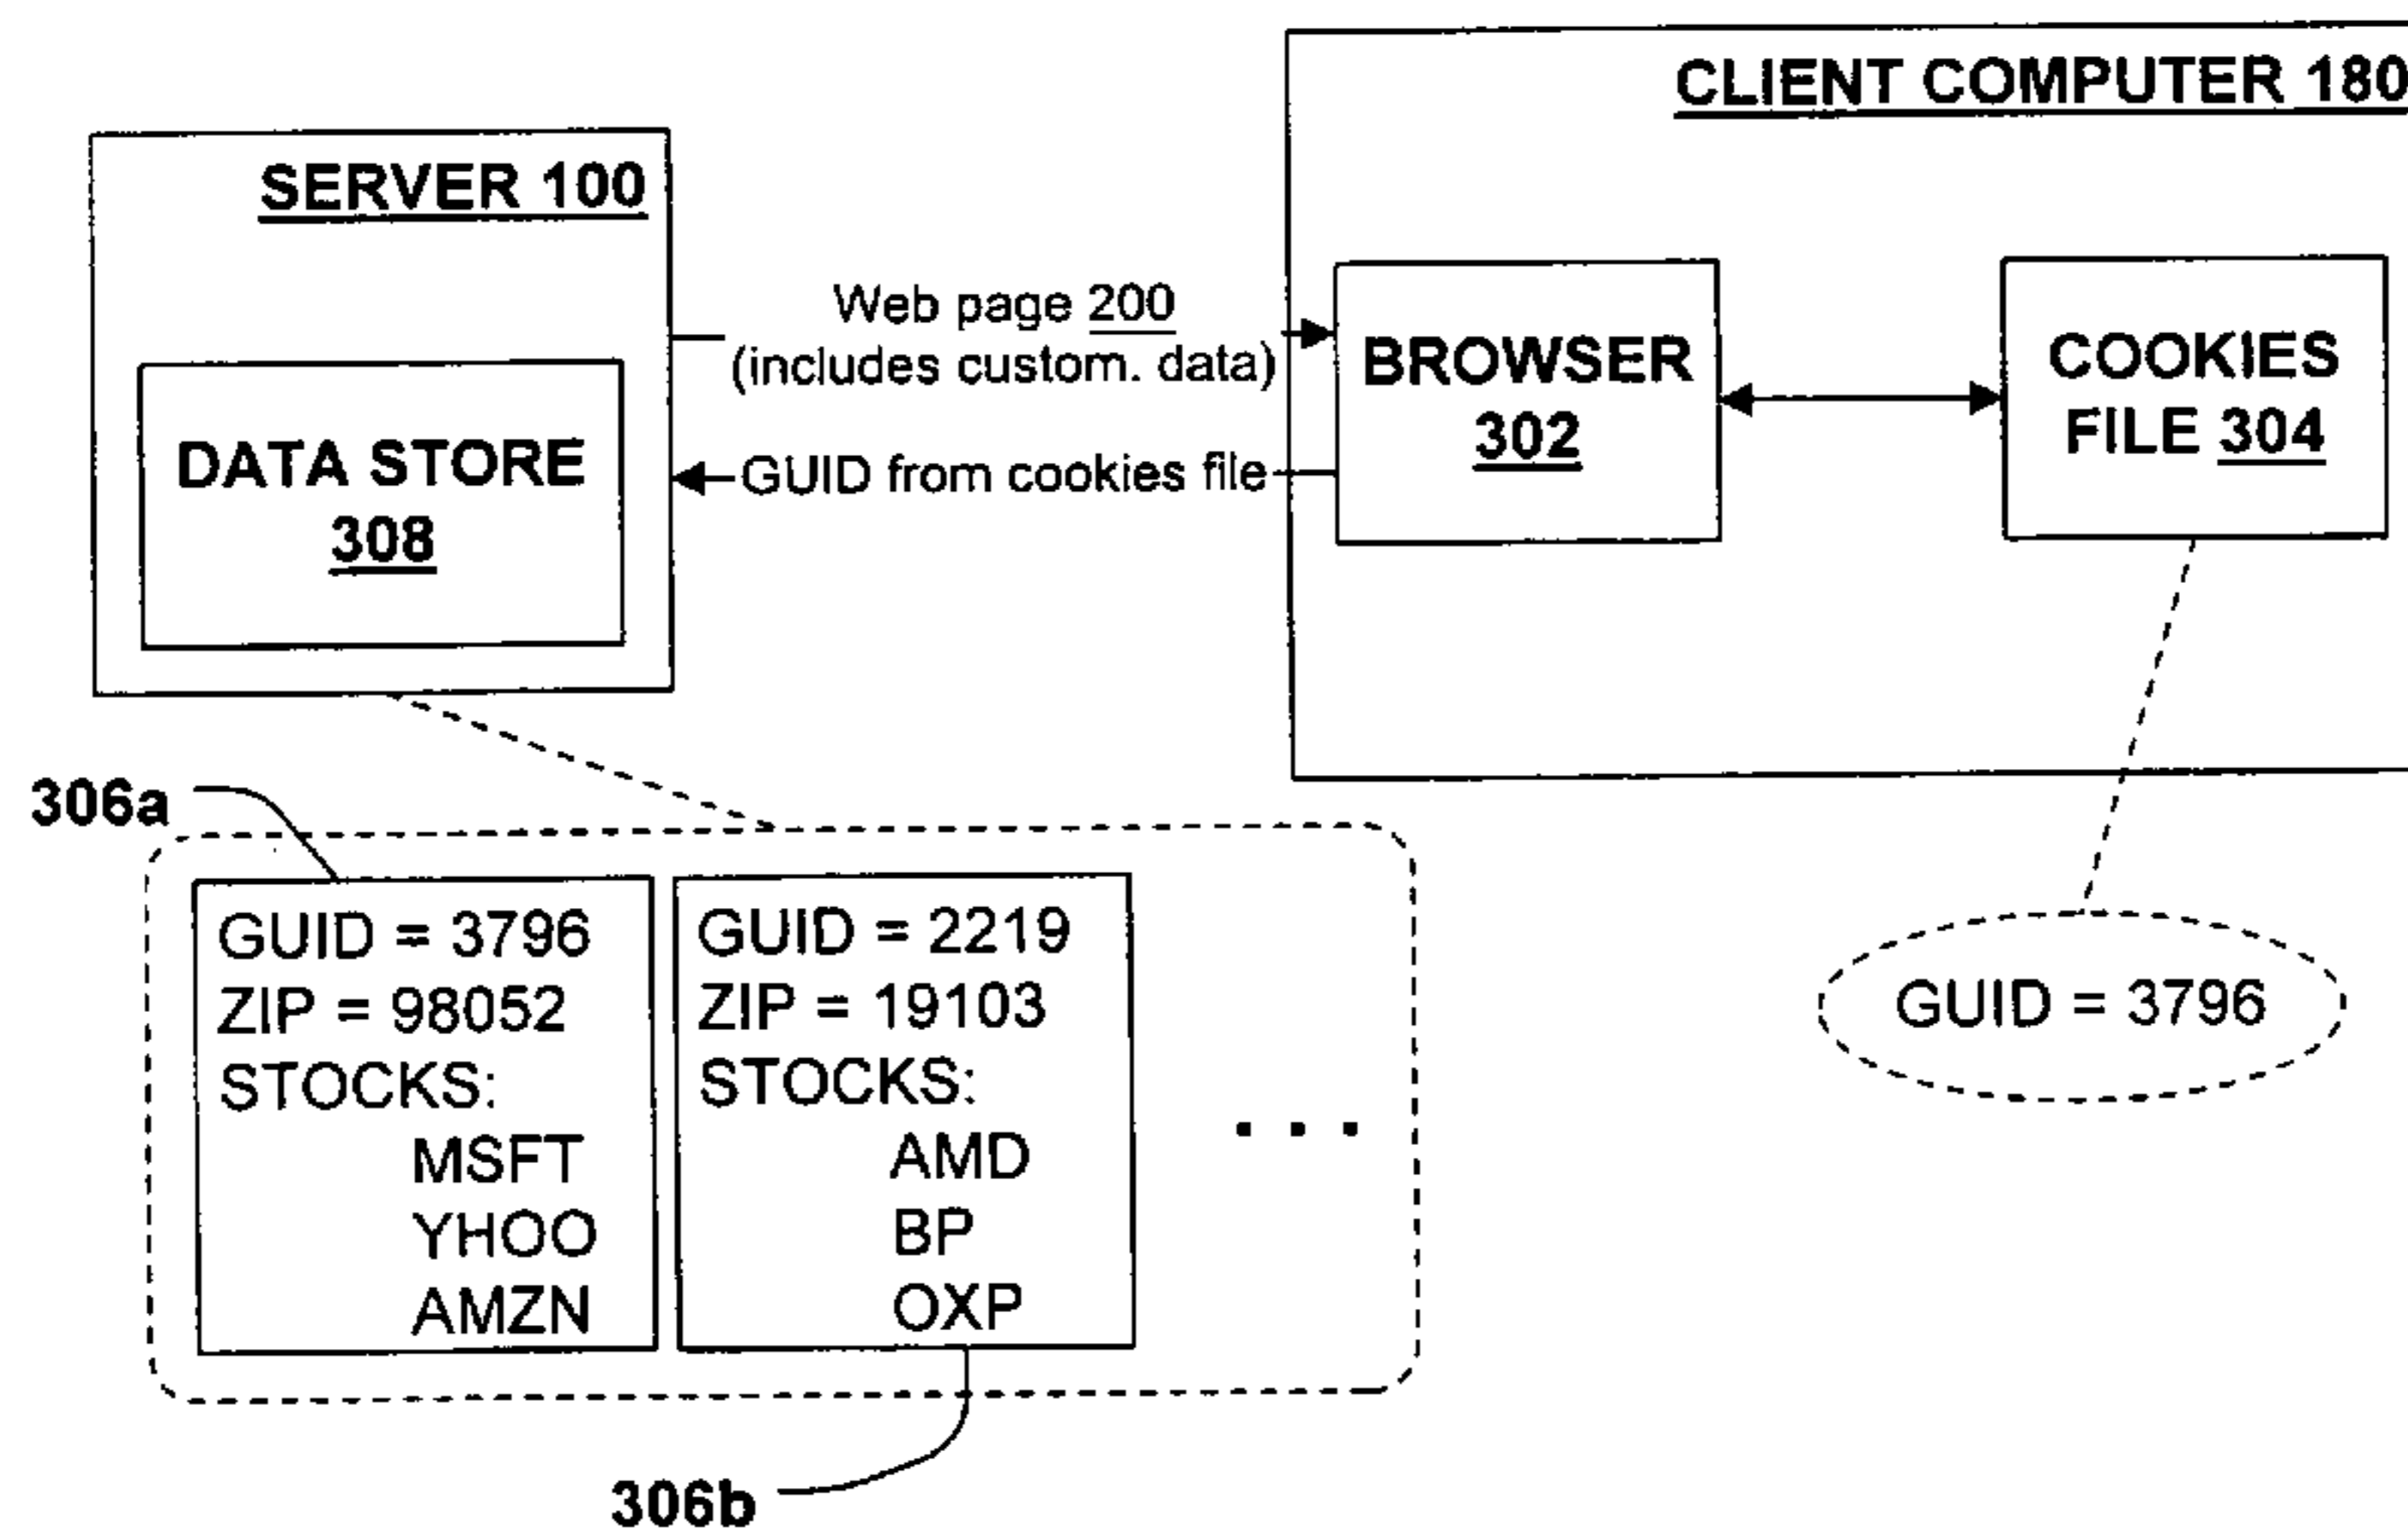 CLIENT COMPUTER 180
SERVER 100
Web page 200
(includes custom. data)
GUID from cookies file
DATA STORE
308
BROWSER
302
COOKIES
FILE 304
306a
GUID = 3796
ZIP = 98052
STOCKS:
MSFT
YHOO
AMZN
GUID = 2219
ZIP = 19103
STOCKS:
AMD
BP
OXP
. . .
GUID = 3796
306b